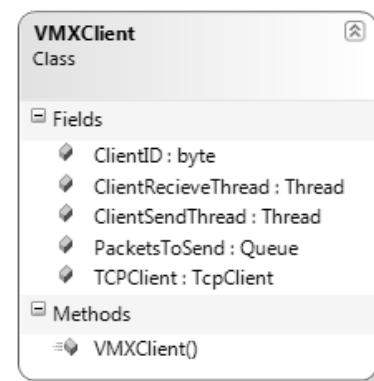 VMXClient
Class
Fields
ClientID : byte
ClientRecieveThread : Thread
ClientSendThread : Thread
PacketsToSend : Queue
TCPClient : TcpClient
Methods
VMXClient()